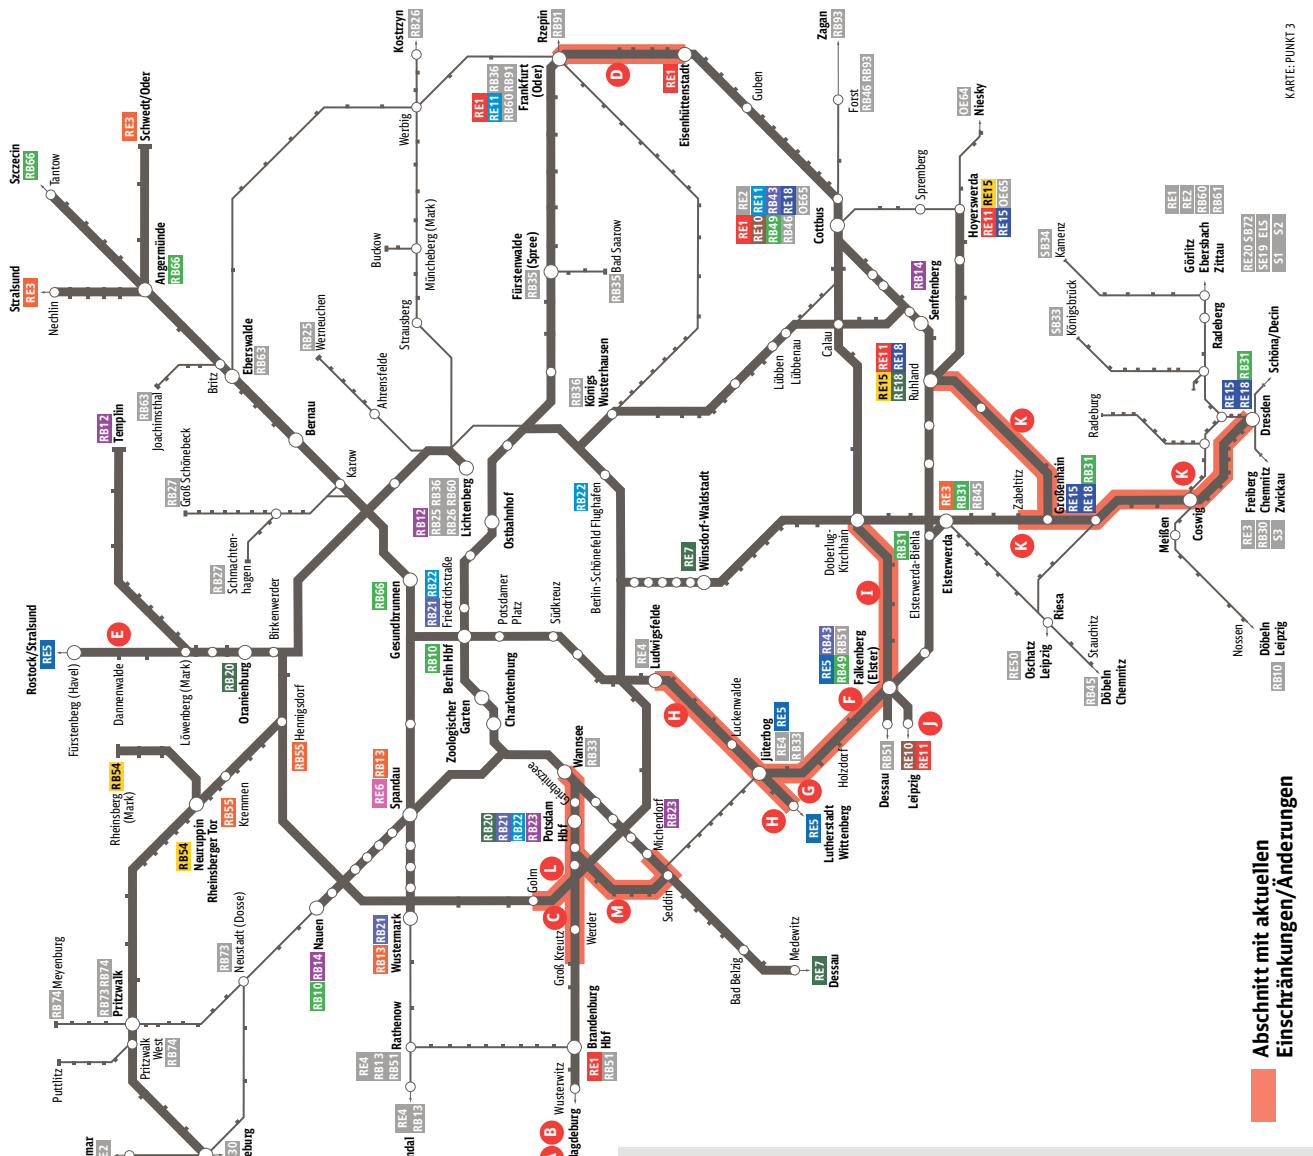 Rostock/Stralsund
RE5
Fürstenberg (Havel)
E
Dannenwalde
Löwenberg (Mark)
RB20
Oranienburg
Birkenwerder
RB12
Templin
RB27
Groß Schönebeck
RB27
Schmachten-
hagen
Karow
Bernau
RB63
Joachimsthal
Britz
Eberswalde
RB63
Stralsund
RE3
Nechlin
Angermünde
RB66
Szczecin
RB66
Tantow
RE3
Schwedt/Oder
RB25
Werneuchen
Ahrensfelde
Strausberg
Müncheberg (Mark)
Buckow
Werbig
Kostrzyn
RB26
Rzepin
RB91
RE1
RE11 RB36
RB60 RB91
Frankfurt
(Oder)
D
RE1
Eisenhüttenstadt
Guben
Zagan
RB93
Forst
RB46 RB93
RE1 RE2
RE10 RE11
RB49 RB43
RB46 RE18
OE65
Cottbus
Spremberg
OE64
Niesky
Hoyerswerda
RE11 RE15
RE15 OE65
Fürstenwalde
(Spree)
RB35
RB35
Bad Saarow
RB36
Königs
Wusterhausen
Lübben
Lübbenau
Calau
RB14
Senftenberg
RE15 RE11
RE18 RE18
Ruhland
K
Zabeltitz
Großenhain
RE15
RE18 RB31
K
K
SB34
Kamenz
SB33
Königsbrück
Radeburg
Radeberg
Görlitz
Ebersbach
Zittau
RE1
RE2
RB60
RB61
RE20 SB72
SE19 ELS
S1 S2
RE15
RE18 RB31
Schöna/Decin
Dresden
Freiberg
Chemnitz
Zwickau
RE3
RB30
S3
Coswig
Meißen
Nossen
Döbeln
Leipzig
RB10
Riesa
Stauchitz
RE50
Oschatz
Leipzig
RB45
Döbeln
Chemnitz
RE3
RB31
RB45
Elsterwerda
RB31
Elsterwerda-Biehla
Doberlug-
Kirchhain
I
RE7
Wünsdorf-Waldstadt
RB22
Berlin-Schönefeld Flughafen
RB12
RB25 RB36
RB26 RB60
Lichtenberg
Ostbahnhof
RB21 RB22
Friedrichstraße
Potsdamer
Platz
Südkreuz
RB66
Gesundbrunnen
RB10
Berlin Hbf
Zoologischer
Garten
Charlottenburg
RE4
Ludwigsfelde
H
Luckenwalde
Jüterbog
RE4 RE5
RB33
H
G
RE5
Lutherstadt
Wittenberg
Holzdorf
F
RE5 RB43
RB49 RB51
Falkenberg
(Elster)
J
RB51
Dessau
RE10
RE11
Leipzig
RB33
Wannsee
Griebnitzsee
RB20
RB21
RB22
RB23
Potsdam
Hbf
RB23
Michendorf
Seddin
M
L
C
Golm
Werder
Groß Kreutz
Bad Belzig
Medewitz
RE7
Dessau
RE6 RB13
Spandau
RB55
Hennigsdorf
RB55
Kremmen
RB54
Rheinsberg
(Mark)
RB54
Neuruppin
Rheinsberger Tor
RB10 RB14
Nauen
RB13 RB21
Wustermark
RB73
Neustadt (Dosse)
RB74
Meyenburg
RB73 RB74
Pritzwalk
Pritzwalk
West
RB74
Puttlitz
Rathenow
RE4
RB13
RB51
RE4
RB13
Brandenburg
Hbf
RE1
RB51
Wusterwitz
B
Abschnitt mit aktuellen
Einschränkungen/Änderungen
KARTE: PUNKT 3